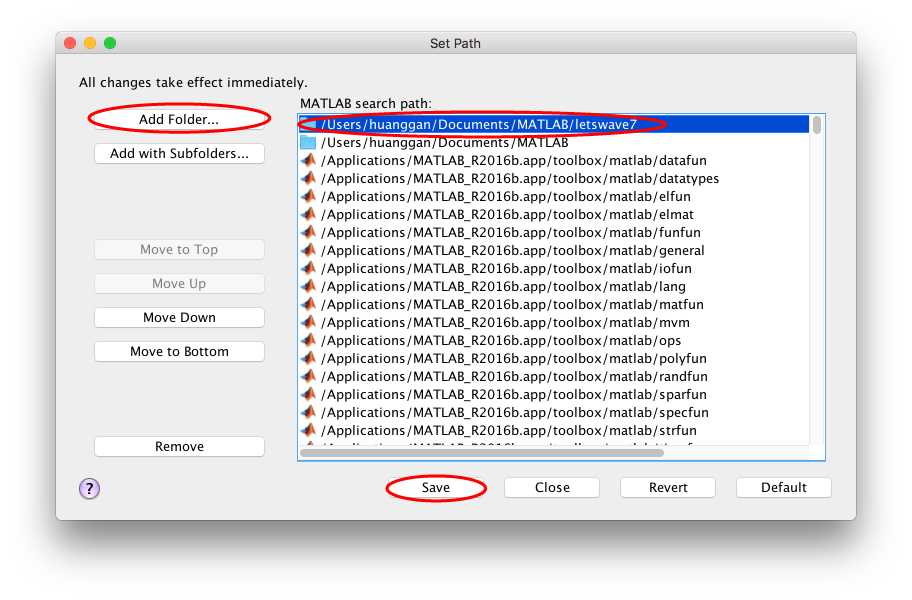 Set Path
All changes take effect immediately.
MATLAB search path:
Add Folder...
Add with Subfolders...
Move to Top
Move Up
Move Down
Move to Bottom
Remove
/Users/huanggan/Documents/MATLAB/letswave7
/Users/huanggan/Documents/MATLAB
/Applications/MATLAB_R2016b.app/toolbox/matlab/datafun
/Applications/MATLAB_R2016b.app/toolbox/matlab/datatypes
/Applications/MATLAB_R2016b.app/toolbox/matlab/elfun
/Applications/MATLAB_R2016b.app/toolbox/matlab/elmat
/Applications/MATLAB_R2016b.app/toolbox/matlab/funfun
/Applications/MATLAB_R2016b.app/toolbox/matlab/general
/Applications/MATLAB_R2016b.app/toolbox/matlab/iofun
/Applications/MATLAB_R2016b.app/toolbox/matlab/lang
/Applications/MATLAB_R2016b.app/toolbox/matlab/matfun
/Applications/MATLAB_R2016b.app/toolbox/matlab/mvm
/Applications/MATLAB_R2016b.app/toolbox/matlab/ops
/Applications/MATLAB_R2016b.app/toolbox/matlab/polyfun
/Applications/MATLAB_R2016b.app/toolbox/matlab/randfun
/Applications/MATLAB_R2016b.app/toolbox/matlab/sparfun
/Applications/MATLAB_R2016b.app/toolbox/matlab/specfun
/Applications/MATLAB_R2016b.app/toolbox/matlab/strfun
?
Save
Close
Revert
Default